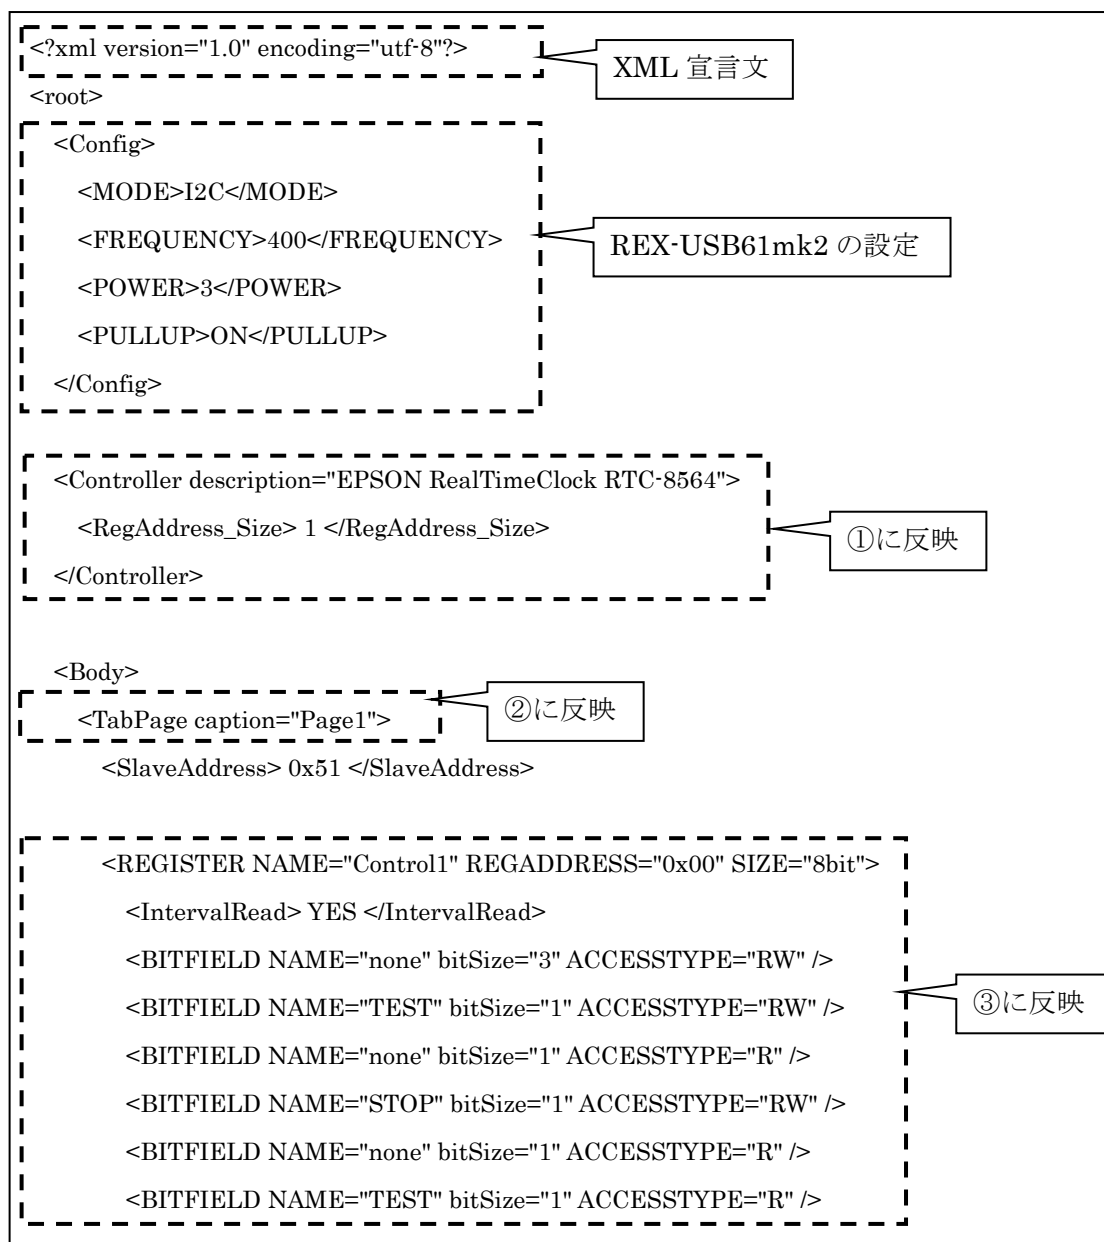 <?xml version="1.0" encoding="utf-8"?>
XML 宣言文
<root>
<Config>
<MODE>I2C</MODE>
<FREQUENCY>400</FREQUENCY>
REX-USB61mk2 の設定
<POWER>3</POWER>
<PULLUP>ON</PULLUP>
</Config>
<Controller description="EPSON RealTimeClock RTC-8564">
<RegAddress_Size> 1 </RegAddress_Size>
①に反映
</Controller>
<Body>
<TabPage caption="Page1">
②に反映
<SlaveAddress> 0x51 </SlaveAddress>
<REGISTER NAME="Control1" REGADDRESS="0x00" SIZE="8bit">
<IntervalRead> YES </IntervalRead>
<BITFIELD NAME="none" bitSize="3" ACCESSTYPE="RW" />
<BITFIELD NAME="TEST" bitSize="1" ACCESSTYPE="RW" />
③に反映
<BITFIELD NAME="none" bitSize="1" ACCESSTYPE="R" />
<BITFIELD NAME="STOP" bitSize="1" ACCESSTYPE="RW" />
<BITFIELD NAME="none" bitSize="1" ACCESSTYPE="R" />
<BITFIELD NAME="TEST" bitSize="1" ACCESSTYPE="R" />